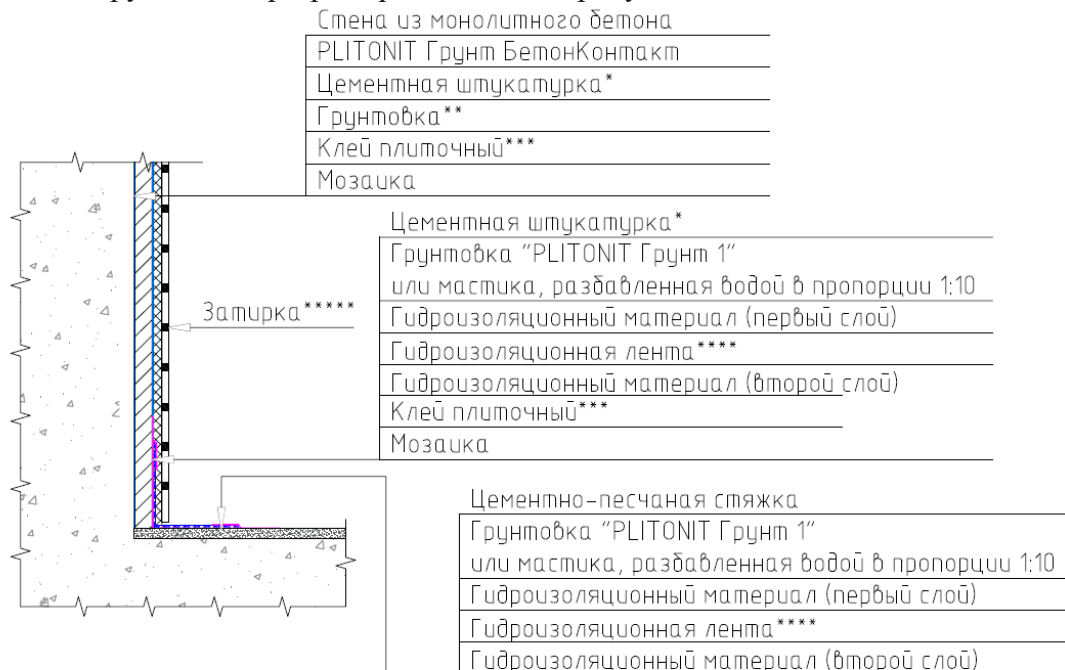 Стена из монолитного бетона
PLITONIT Грунт БетонКонтакт
Цементная штукатурка*
Грунтовка**
Клей плиточный***
Мозаика
Цементная штукатурка*
Грунтовка "PLITONIT Грунт 1"
или мастика, разбавленная водой в пропорции 1:10
Затирка*****
Гидроизоляционный материал (первый слой)
Гидроизоляционная лента****
Гидроизоляционный материал (второй слой)
Клей плиточный***
Мозаика
Цементно-песчаная стяжка
Грунтовка "PLITONIT Грунт 1"
или мастика, разбавленная водой в пропорции 1:10
Гидроизоляционный материал (первый слой)
Гидроизоляционная лента****
Гидроизоляционный материал (второй слой)